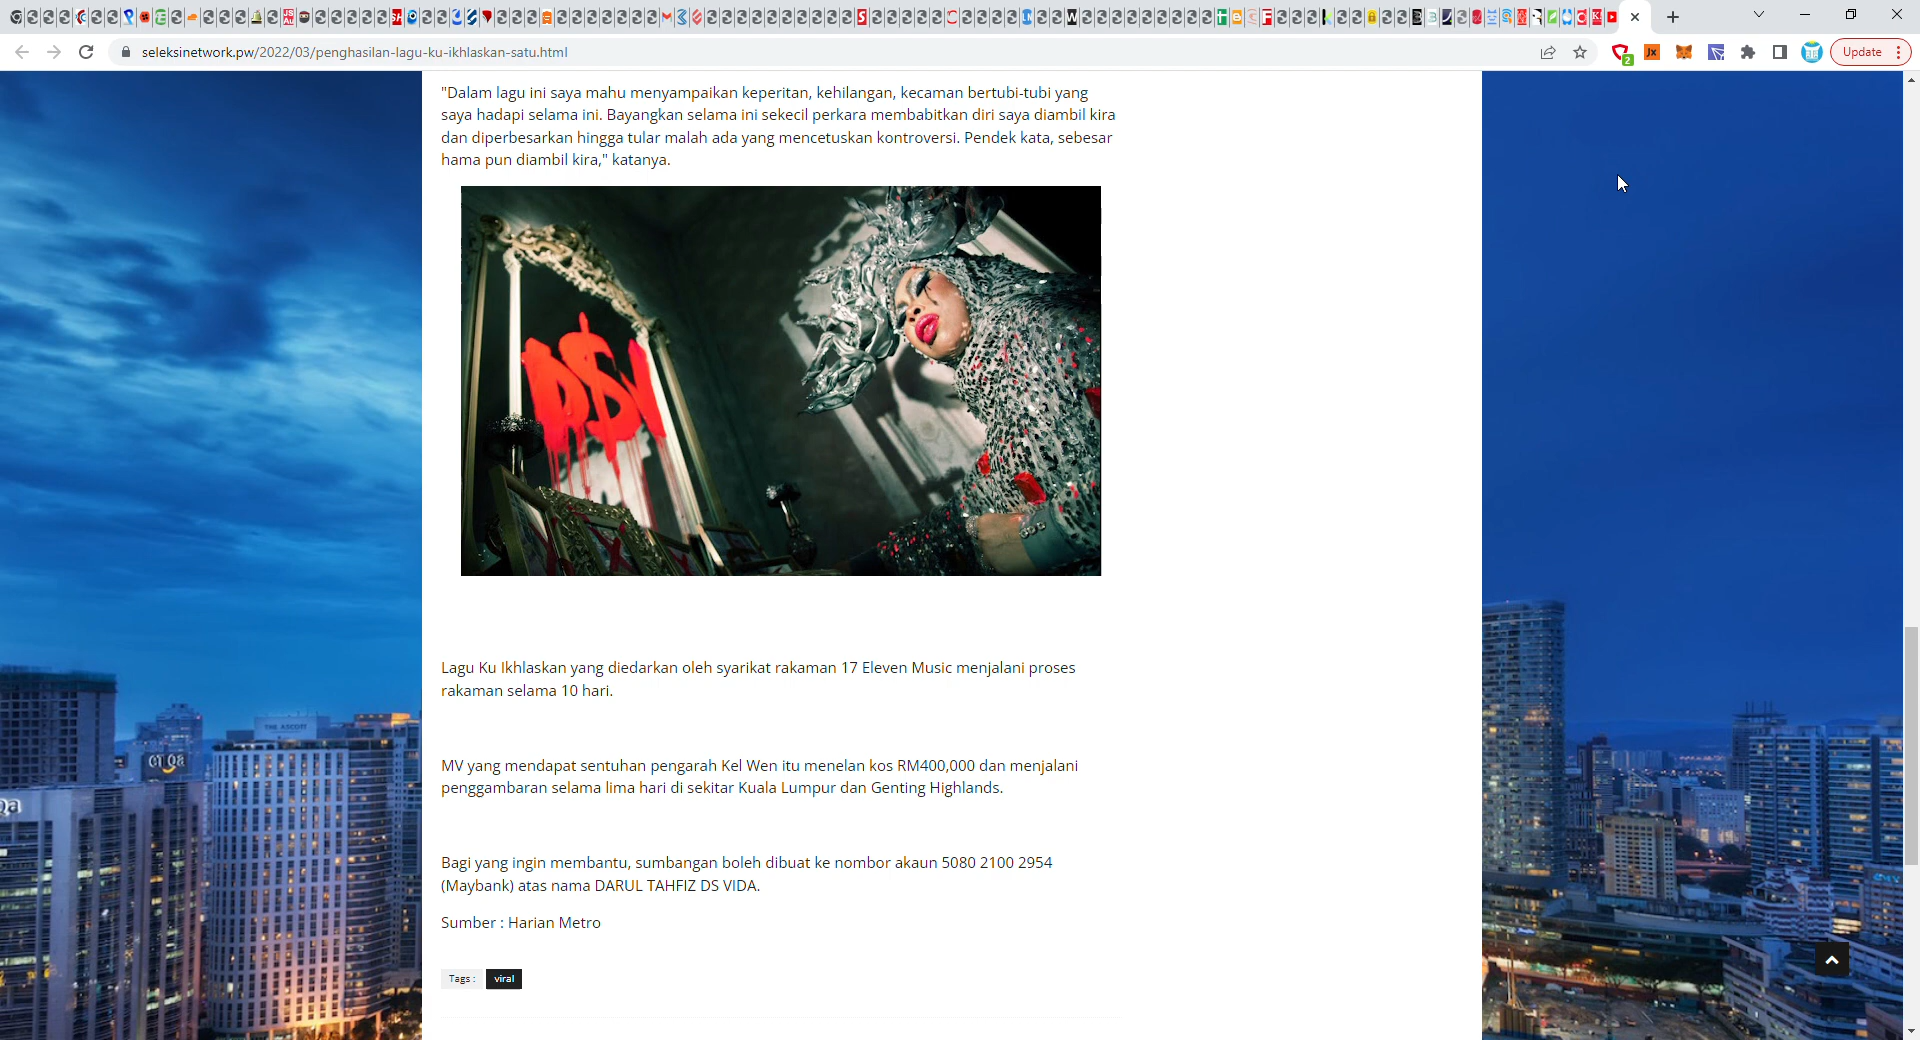 seleksinetwork.pw/2022/03/penghasilan-lagu-ku-ikhlaskan-satu.html
2
JX
Update
"Dalam lagu ini saya mahu menyampaikan keperitan, kehilangan, kecaman bertubi-tubi yang
saya hadapi selama ini. Bayangkan selama ini sekecil perkara membabitkan diri saya diambil kira
dan diperbesarkan hingga tular malah ada yang mencetuskan kontroversi. Pendek kata, sebesar
hama pun diambil kira," katanya.
D$V
Lagu Ku Ikhlaskan yang diedarkan oleh syarikat rakaman 17 Eleven Music menjalani proses
rakaman selama 10 hari.
THE ASCOTT
MV yang mendapat sentuhan pengarah Kel Wen itu menelan kos RM400,000 dan menjalani
penggambaran selama lima hari di sekitar Kuala Lumpur dan Genting Highlands.
Bagi yang ingin membantu, sumbangan boleh dibuat ke nombor akaun 5080 2100 2954
(Maybank) atas nama DARUL TAHFIZ DS VIDA.
Sumber : Harian Metro
Tags :
viral